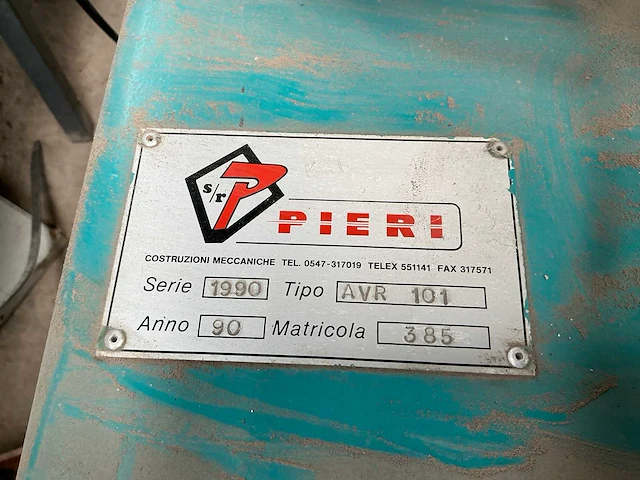 s/r P PIERI
COSTRUZIONI MECCANICHE TEL. 0547-317019 TELEX 551141 FAX 317571
Serie 1990 Tipo AVR 101
Anno 90 Matricola 385